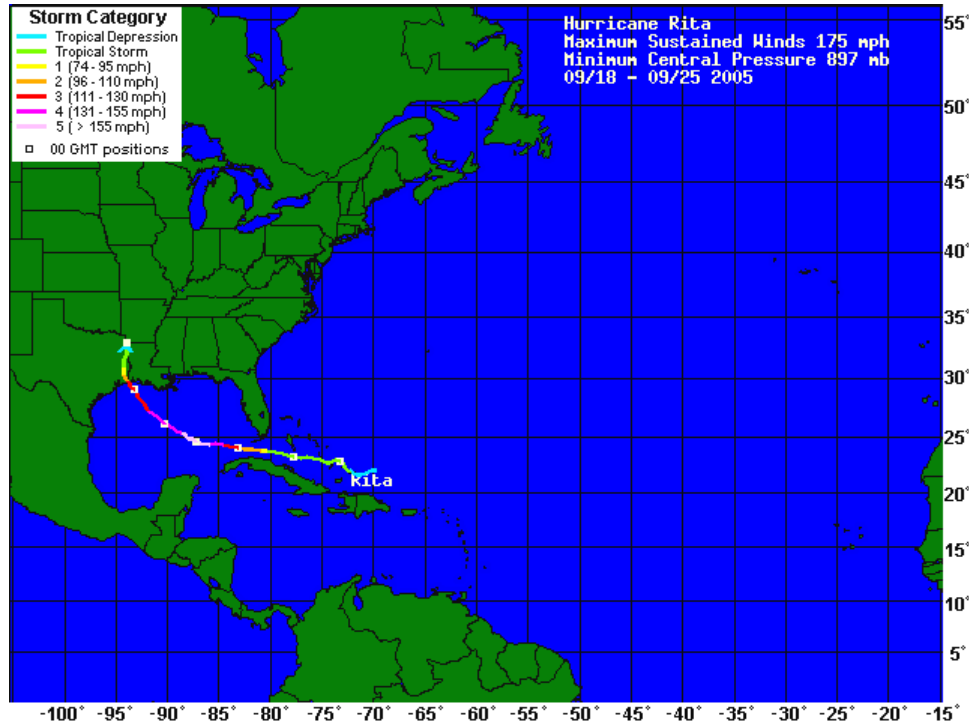 Storm Category
Tropical Depression
Tropical Storm
1 (74-95 mph)
2 (96-110 mph)
3 (111-130 mph)
4 (131-155 mph)
5 ( > 155 mph)
00 GMT positions
Hurricane Rita
Maximum Sustained Winds 175 mph
Minimum Central Pressure 897 mb
09/18 - 09/25 2005
55°
50°
45°
40°
35°
30°
25°
20°
15°
10°
5°
Rita
-100° -95° -90° -85° -80° -75° -70° -65° -60° -55° -50° -45° -40° -35° -30° -25° -20° -15°